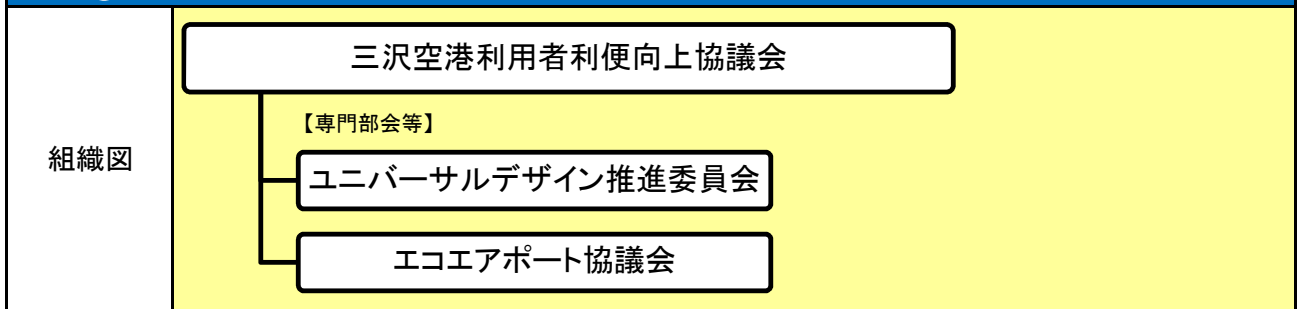 組織図
三沢空港利用者利便向上協議会
【専門部会等】
ユニバーサルデザイン推進委員会
エコエアポート協議会